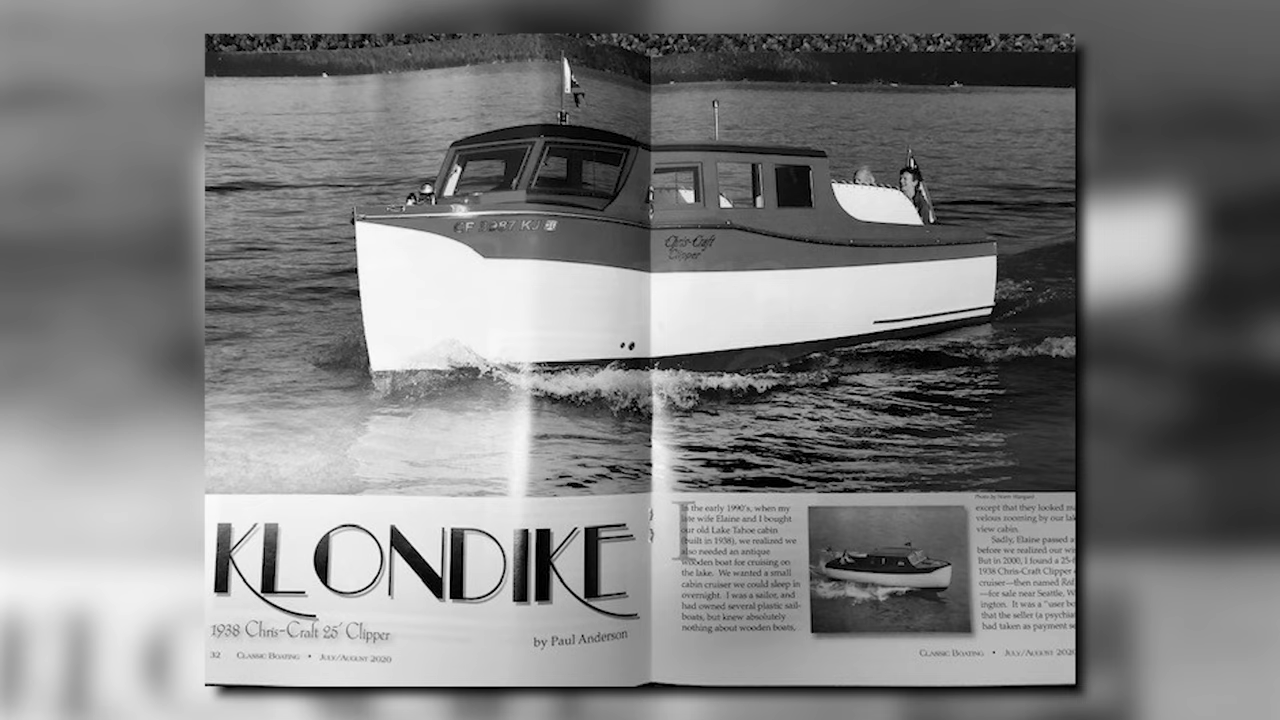 CF KJ
Chris-Craft
Clipper
KLONDIKE
1938 Chris-Craft 25' Clipper
by Paul Anderson
32 CLASSIC BOATING • JULY/AUGUST 2020
In the early 1990's, when my
late wife Elaine and I bought
our old Lake Tahoe cabin
(built in 1938), we realized we
also needed an antique
wooden boat for cruising on
the lake. We wanted a small
cabin cruiser we could sleep in
overnight. I was a sailor, and
had owned several plastic sail-
boats, but knew absolutely
nothing about wooden boats,
Photo by Norm
except that they looked
velous zooming by our
view cabin.
Sadly, Elaine passed
before we realized our
But in 2000, I found a
1938 Chris-Craft Clipper
cruiser—then named
—for sale near Seattle, W
ington. It was a "user
that the seller (a
had taken as payment
CLASSIC BOATING • JULY/AUGUST 2020